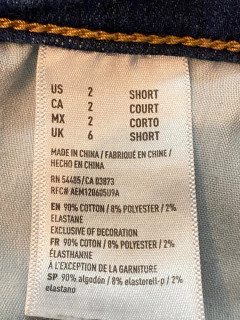 US 2 SHORT
CA 2 COURT
MX 2 CORTO
UK 6 SHORT
MADE IN CHINA / FABRIQUÉ EN CHINE /
HECHO EN CHINA
RN 54485/CA 03873
RFC# AEM120605U9A
EN 90% COTTON / 8% POLYESTER / 2%
ELASTANE
EXCLUSIVE OF DECORATION
FR 90% COTON / 8% POLYESTER / 2%
ÉLASTHANNE
À L'EXCEPTION DE LA GARNITURE
SP 90% algodón / 8% elasterell-p / 2%
elastano